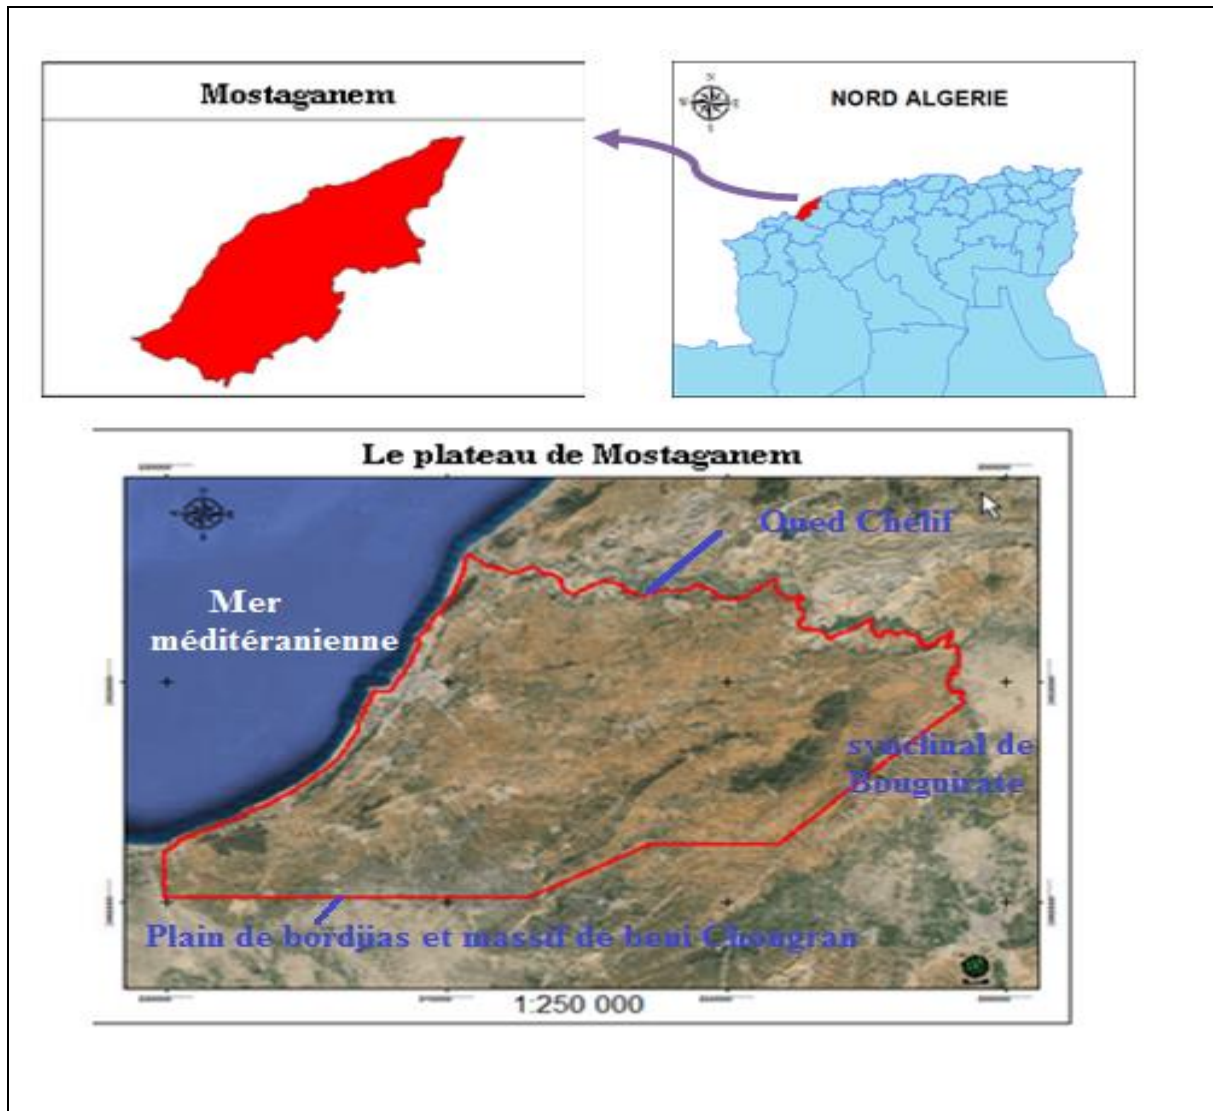 Mostaganem
NORD ALGERIE
N
W
E
S
Le plateau de Mostaganem
Oued Chélif
Mer
méditéranienne
synclinal de
Bouguirate
Plain de bordjias et massif de beni Chougran
1:250 000